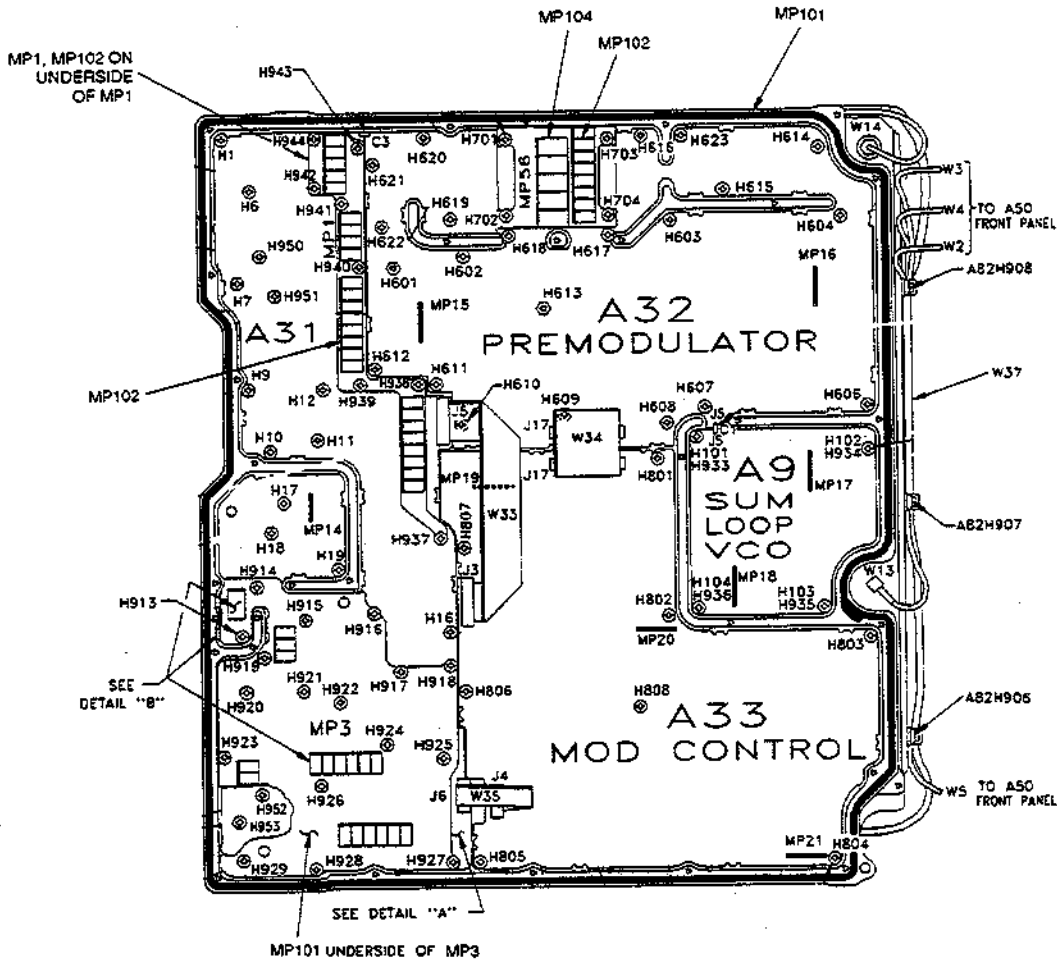 MP104
MP101
MP102
MP1, MP102 ON
UNDERSIDE
OF MP1
H943
H1
H944
C3
H620
H701
H703
H616
H623
H614
W14
H942
H621
MP56
W3
H6
H941
H619
H702
H704
H615
W4
TO A50
FRONT PANEL
MP1
H622
H618
H617
H603
H604
W2
H950
H940
H601
H602
MP16
A82H908
H7
H951
MP15
H613
A31
A32
PREMODULATOR
H612
W37
MP102
H9
H12
H939
H938
H611
H610
H607
H606
J5
J17
H609
H608
J5
W34
J5
H10
H11
H101
H933
H102
H934
J17
H801
A9
MP19
MP17
H17
SUM
LOOP
VCO
MP14
W33
H18
H937
H807
A82H907
H19
J3
W13
H914
H104
H936
MP18
H913
H915
H916
H16
H802
H103
H935
MP20
H803
H919
H917
H918
SEE
DETAIL "B"
H920
H921
H922
H806
H808
A82H906
MP3
A33
MOD CONTROL
H923
H924
H925
J4
H926
J6
W35
W5
TO A50
FRONT PANEL
H952
H953
MP21
H804
H929
H928
H927
H805
SEE DETAIL "A"
MP101 UNDERSIDE OF MP3